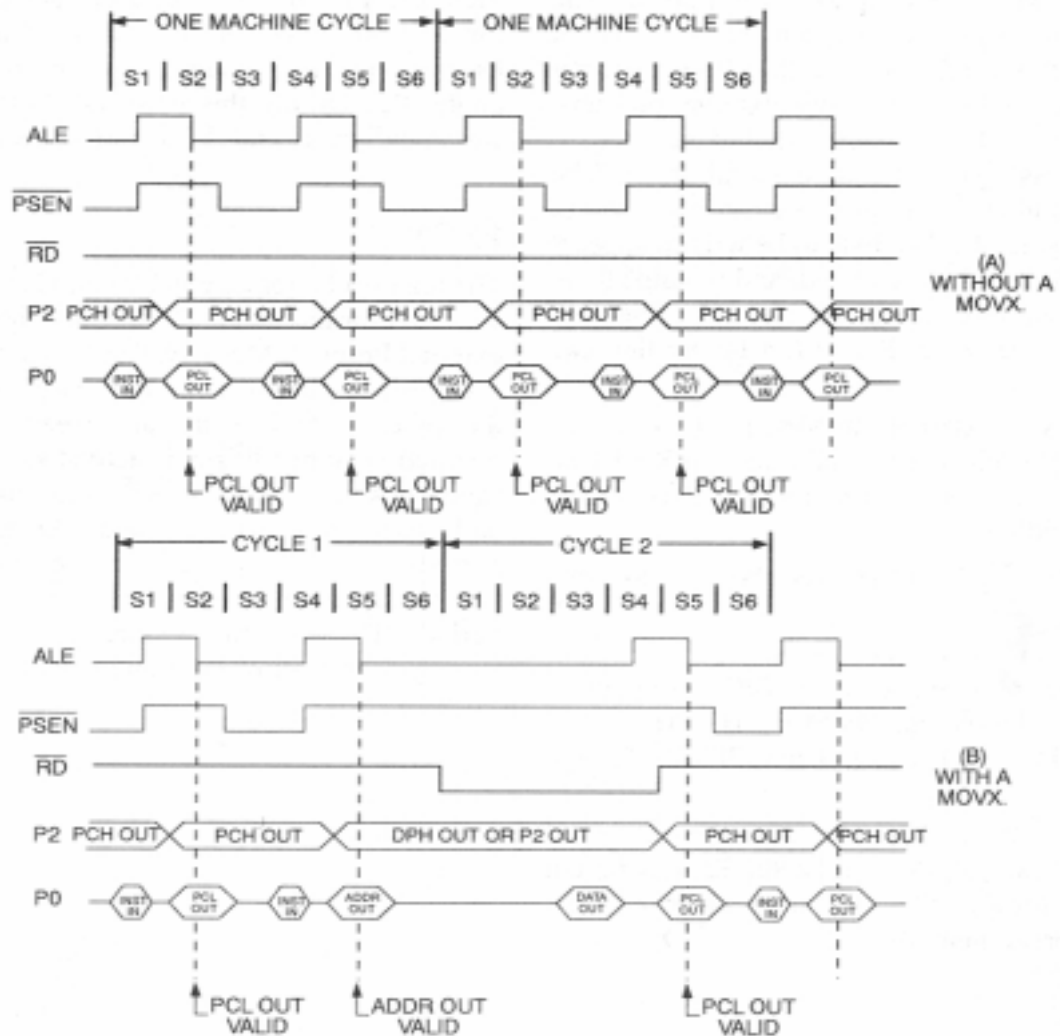 ONE MACHINE CYCLE ONE MACHINE CYCLE
S1 S2 S3 S4 S5 S6 S1 S2 S3 S4 S5 S6
ALE
PSEN
RD
(A)
WITHOUT A
MOVX.
P2 PCH OUT PCH OUT PCH OUT PCH OUT PCH OUT PCH OUT
P0 INST IN PCL OUT INST IN PCL OUT INST IN PCL OUT INST IN PCL OUT INST IN PCL OUT
PCL OUT VALID PCL OUT VALID PCL OUT VALID PCL OUT VALID
CYCLE 1 CYCLE 2
S1 S2 S3 S4 S5 S6 S1 S2 S3 S4 S5 S6
ALE
PSEN
RD
(B)
WITH A
MOVX.
P2 PCH OUT PCH OUT DPH OUT OR P2 OUT PCH OUT PCH OUT
P0 INST IN PCL OUT INST IN ADDR OUT DATA OUT PCL OUT INST IN PCL OUT
PCL OUT VALID ADDR OUT VALID PCL OUT VALID